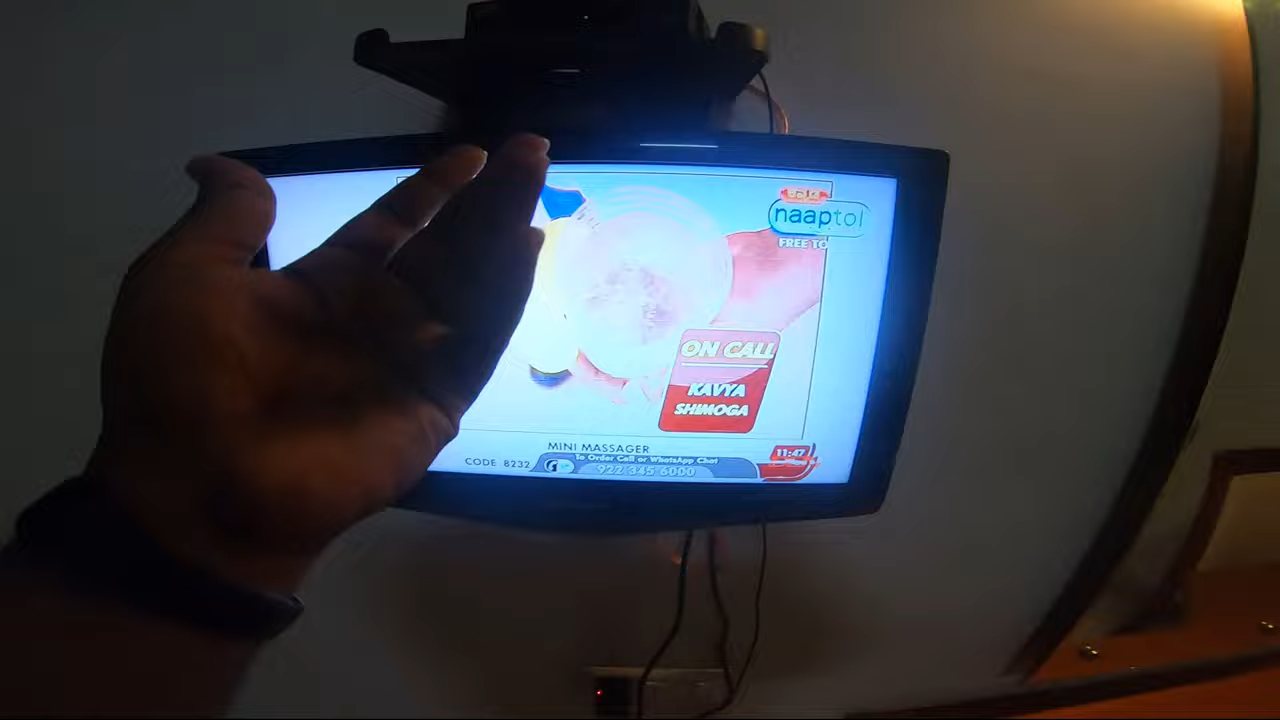 naaptol
FREE TO
ON CALL
KAVYA
SHIMOGA
MINI MASSAGER
CODE 8232
To Order Call or WhatsApp Chat
922 345 6000
11:47